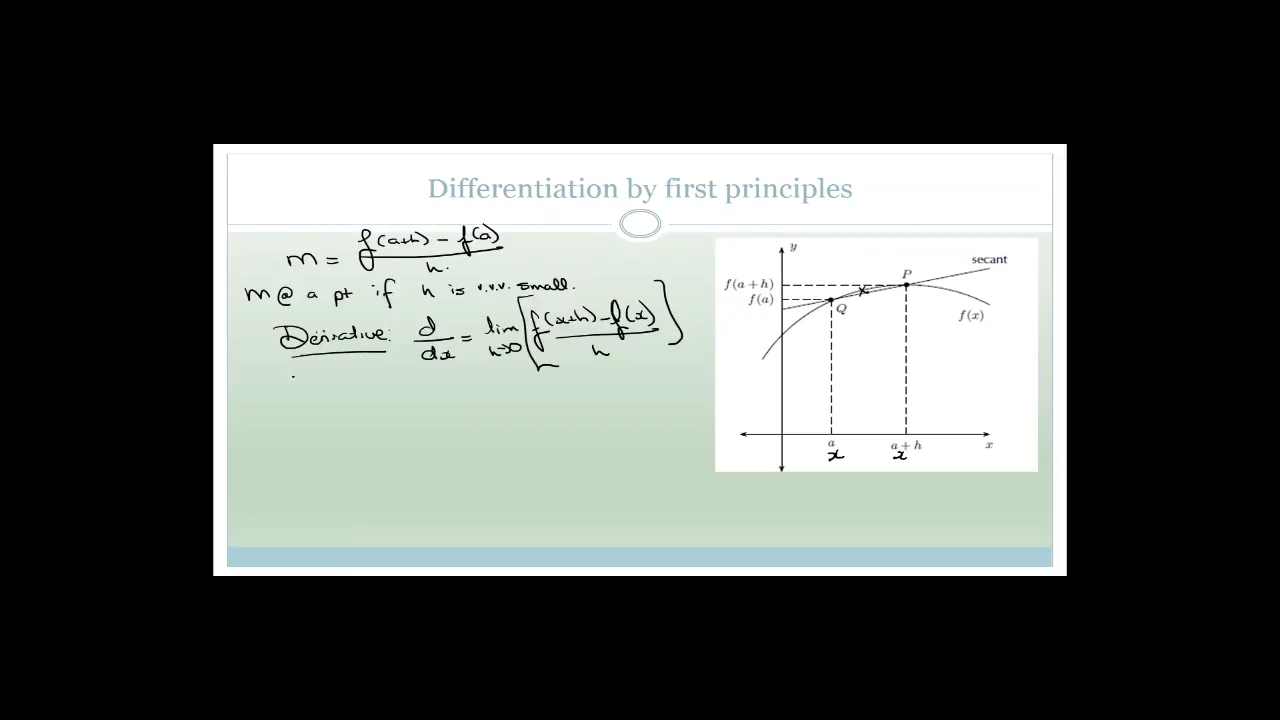 Differentiation by first principles
m = f(a+h) - f(a) / h.
m @ a pt if h is v.v.v. small.
Derivative: d/dx = lim h→0 [f(x+h) - f(x) / h]
y
secant
P
f(a + h)
f(a)
Q
f(x)
a
a + h
x
x
x